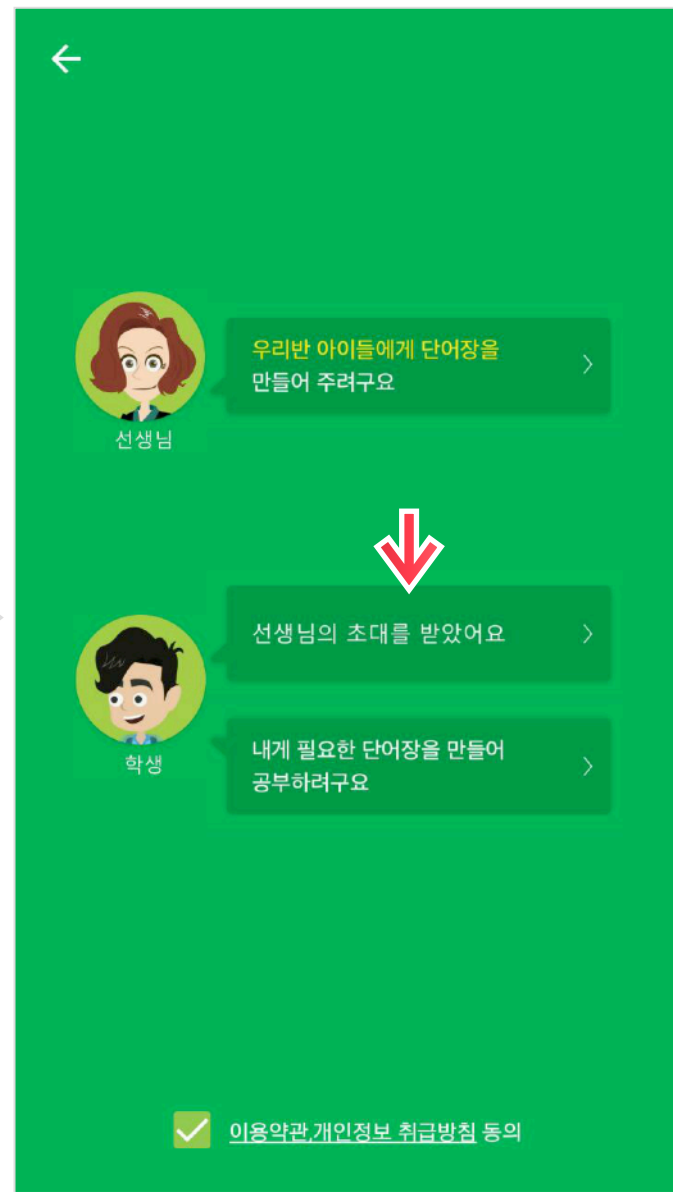 우리반 아이들에게 단어장을
만들어 주려구요
선생님
선생님의 초대를 받았어요
내게 필요한 단어장을 만들어
공부하려구요
학생
이용약관,개인정보 취급방침 동의